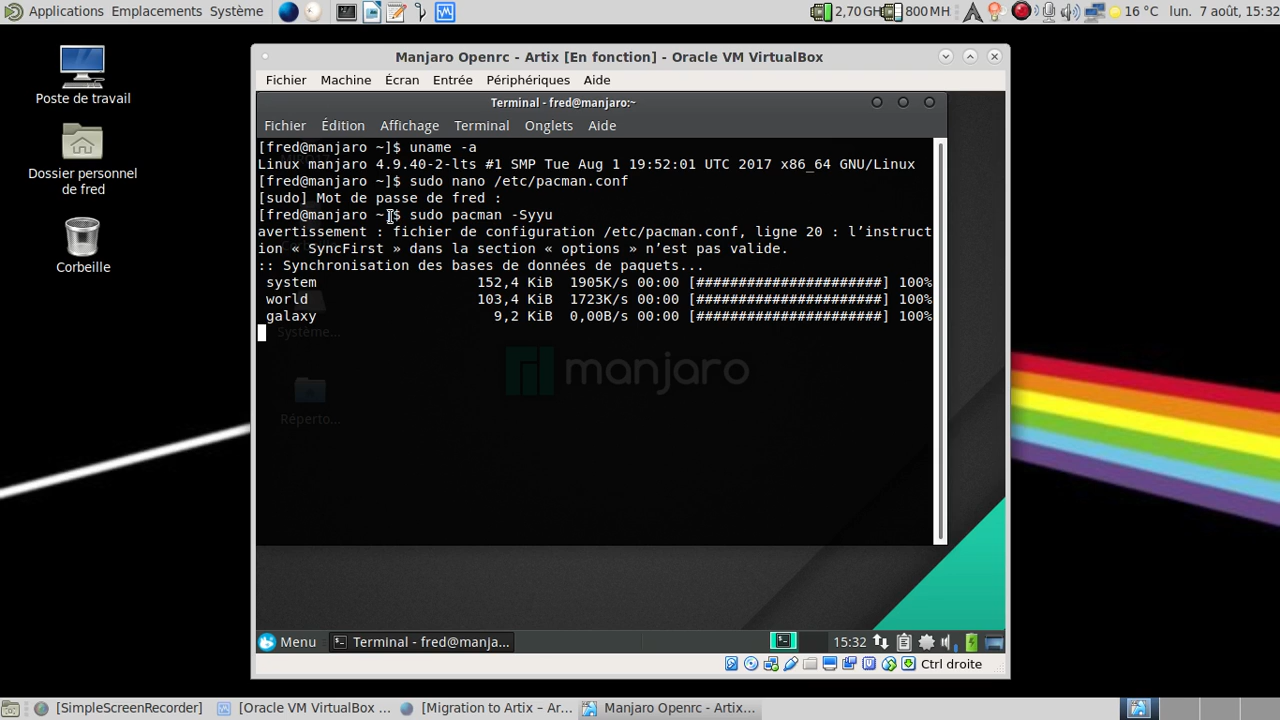 Applications Emplacements Système
2,70GH 800MH 16 °C lun. 7 août, 15:32
Poste de travail
Dossier personnel
de fred
Corbeille
Manjaro Openrc - Artix [En fonction] - Oracle VM VirtualBox
Fichier Machine Écran Entrée Périphériques Aide
Terminal - fred@manjaro:~
Fichier Édition Affichage Terminal Onglets Aide
[fred@manjaro ~]$ uname -a
Linux manjaro 4.9.40-2-lts #1 SMP Tue Aug 1 19:52:01 UTC 2017 x86_64 GNU/Linux
[fred@manjaro ~]$ sudo nano /etc/pacman.conf
[sudo] Mot de passe de fred :
[fred@manjaro ~]$ sudo pacman -Syyu
avertissement : fichier de configuration /etc/pacman.conf, ligne 20 : l’instruct
ion « SyncFirst » dans la section « options » n’est pas valide.
:: Synchronisation des bases de données de paquets...
system 152,4 KiB 1905K/s 00:00 [######################] 100%
world 103,4 KiB 1723K/s 00:00 [######################] 100%
galaxy 9,2 KiB 0,00B/s 00:00 [######################] 100%
Système...
manjaro
Réperto...
Menu Terminal - fred@manja... 15:32
Ctrl droite
[SimpleScreenRecorder] [Oracle VM VirtualBox ... [Migration to Artix – Ar... Manjaro Openrc - Artix...